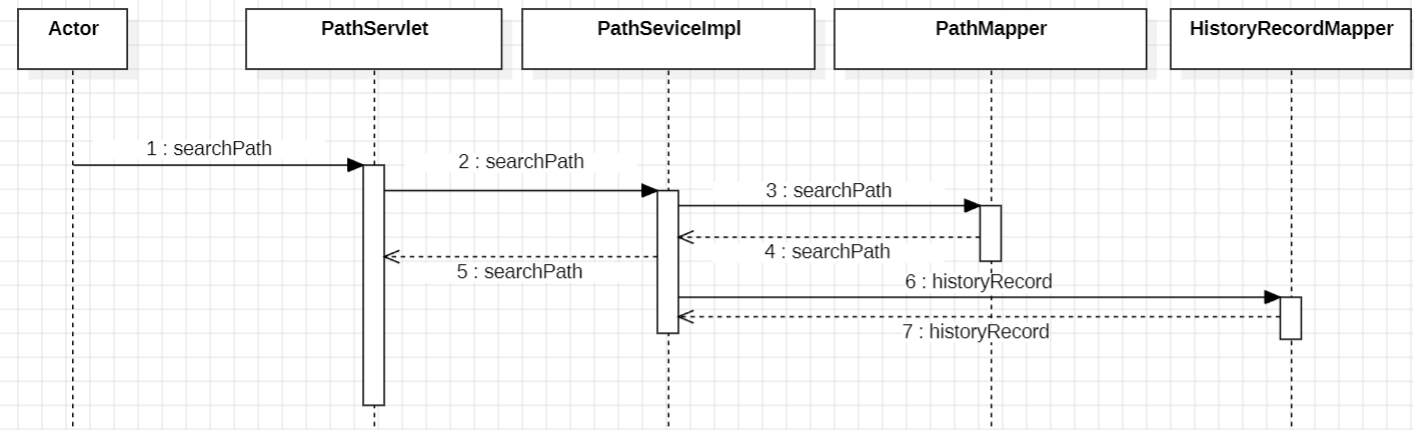 Actor
PathServlet
PathSeviceImpl
PathMapper
HistoryRecordMapper
1 : searchPath
2 : searchPath
3 : searchPath
4 : searchPath
5 : searchPath
6 : historyRecord
7 : historyRecord